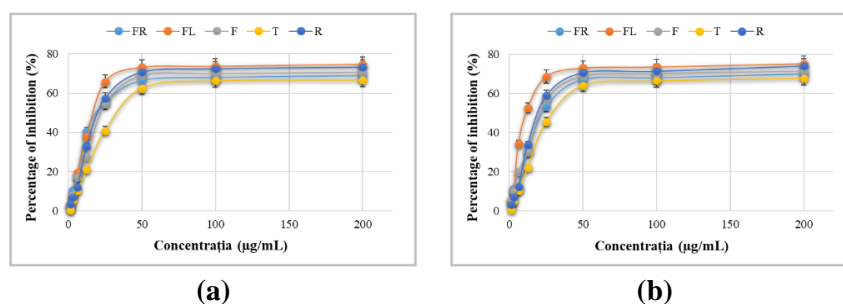 FR FL F T R
Percentage of inhibition (%)
80
60
40
20
0
0 50 100 150 200
Concentrația (µg/mL)
(a)
FR FL F T R
Percentage of inhibition (%)
80
60
40
20
0
0 50 100 150 200
Concentrația (µg/mL)
(b)